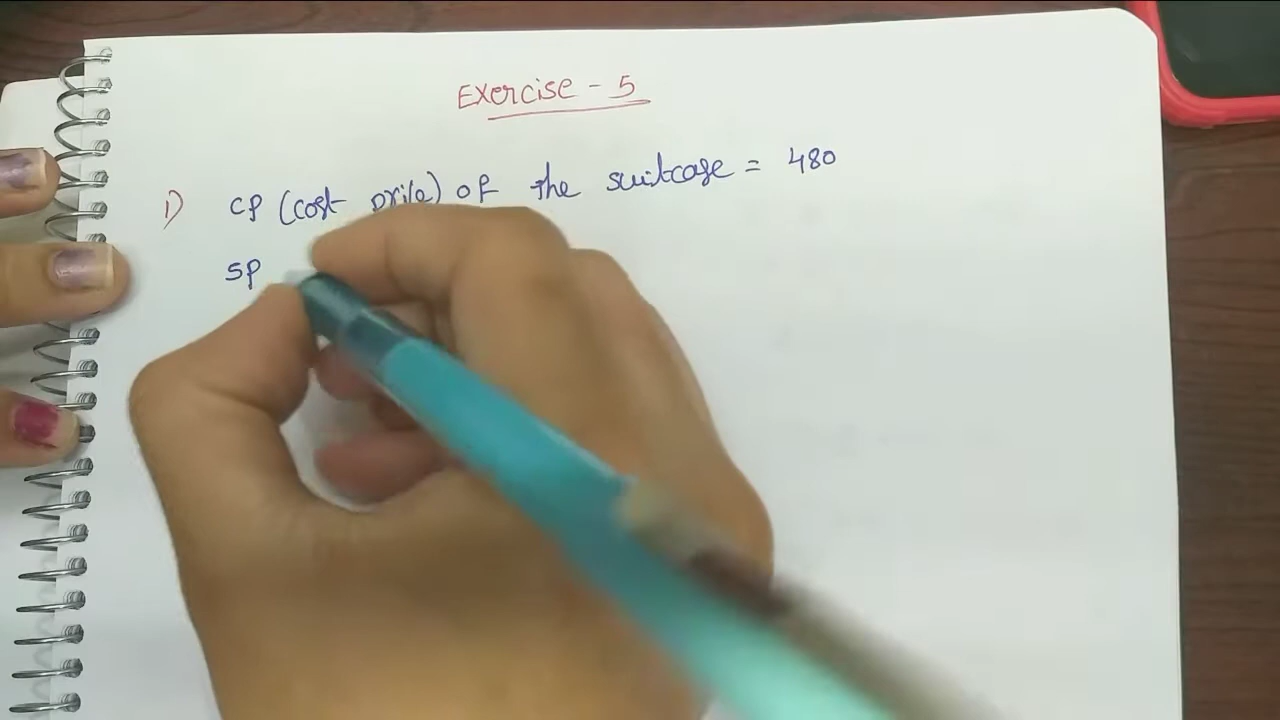 Exercise - 5
1) CP (cost price) of the suitcase = 480
SP